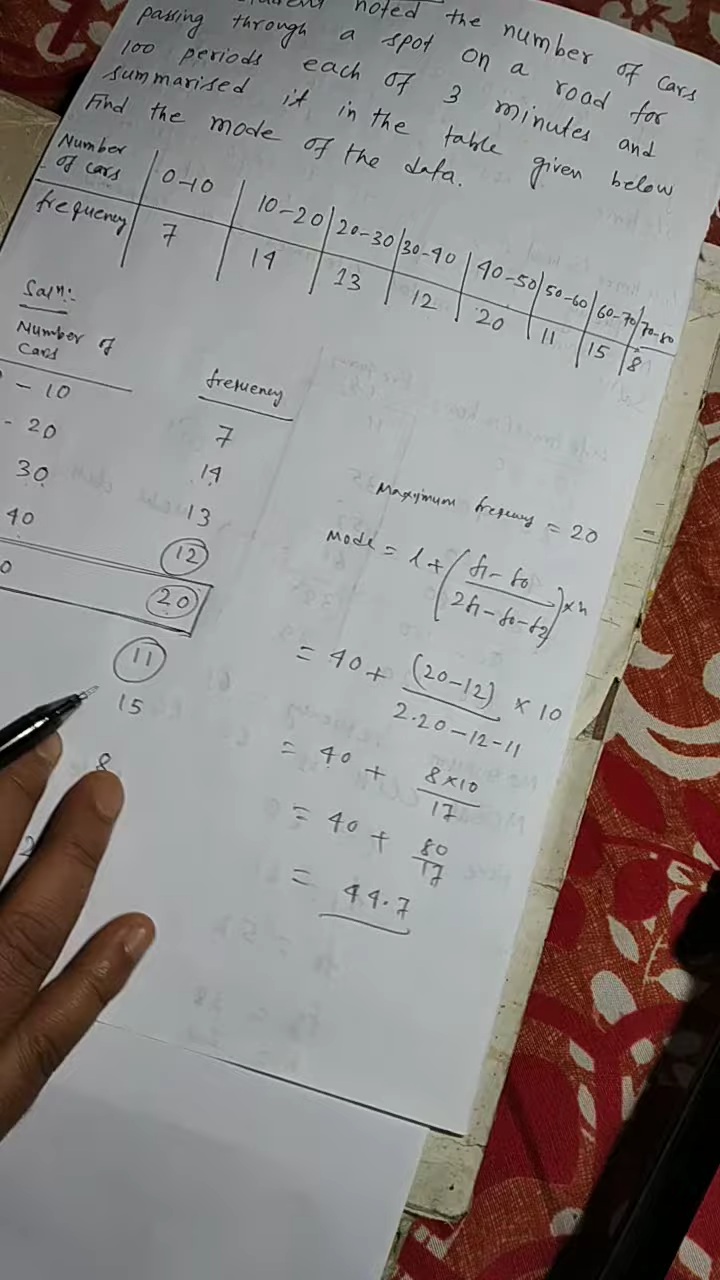 noted the number of cars
passing through a spot on a road for
100 periods each of 3 minutes and
summarised it in the table given below
Find the mode of the data.
Number of cars 0-10 10-20 20-30 30-40 40-50 50-60 60-70 70-80
frequency 7 14 13 12 20 11 15 8
Soln:-
Number of
Cars
frequency
- 10 7
- 20 14
30 13
40 12
0 20
11
15
8
2
Maximum frequency = 20
Mode = l + (f1-f0 / 2f1-f0-f2) × h
= 40 + (20-12) / 2.20-12-11 × 10
= 40 + 8×10 / 17
= 40 + 80 / 17
= 44.7